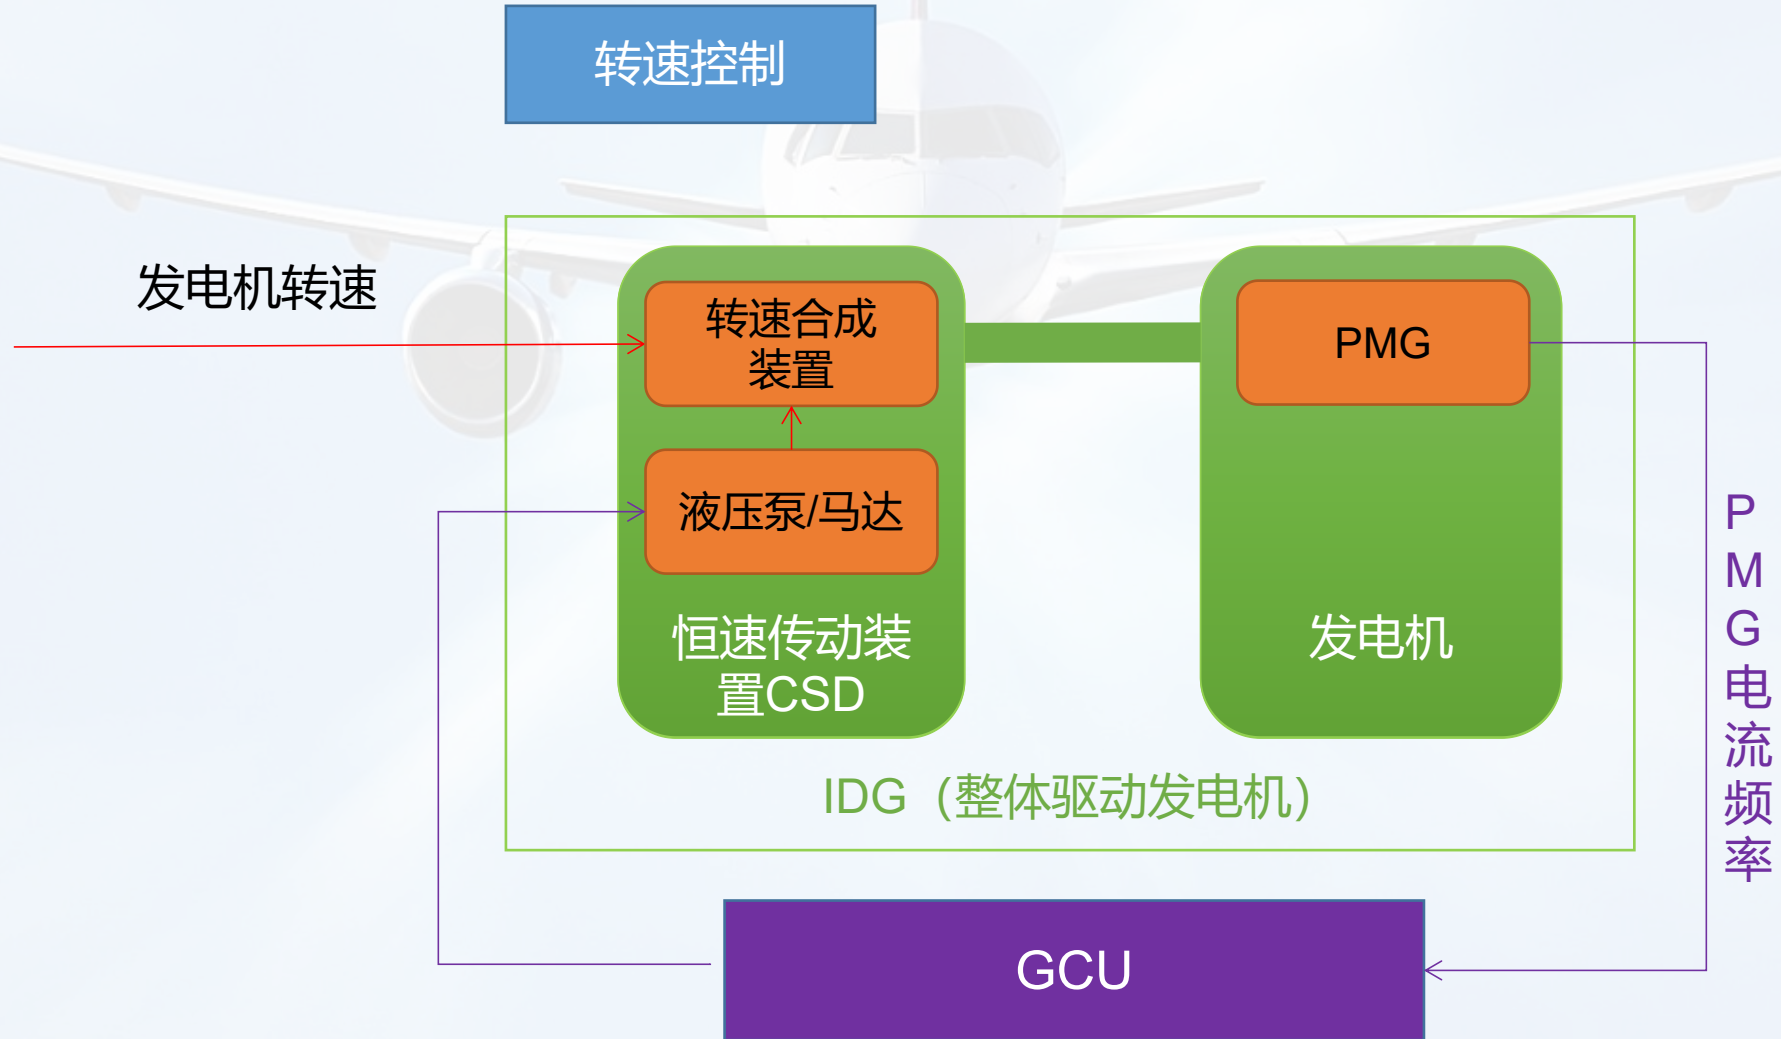 转速控制
发电机转速
转速合成
装置
PMG
液压泵/马达
恒速传动装
置CSD
发电机
IDG（整体驱动发电机）
PMG电流频率
GCU